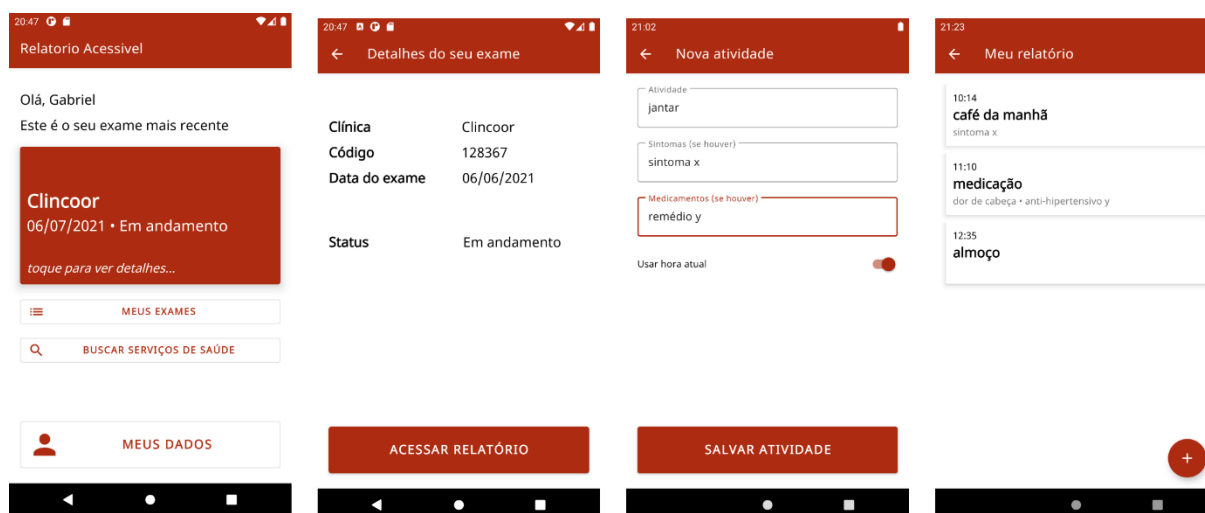 20:47
Relatorio Acessivel
Olá, Gabriel
Este é o seu exame mais recente
Clincoor
06/07/2021 • Em andamento
toque para ver detalhes...
MEUS EXAMES
BUSCAR SERVIÇOS DE SAÚDE
MEUS DADOS
20:47
Detalhes do seu exame
Clínica Clincoor
Código 128367
Data do exame 06/06/2021
Status Em andamento
ACESSAR RELATÓRIO
21:02
Nova atividade
Atividade
jantar
Sintomas (se houver)
sintoma x
Medicamentos (se houver)
remédio y
Usar hora atual
SALVAR ATIVIDADE
21:23
Meu relatório
10:14
café da manhã
sintoma x
11:10
medicação
dor de cabeça • anti-hipertensivo y
12:35
almoço